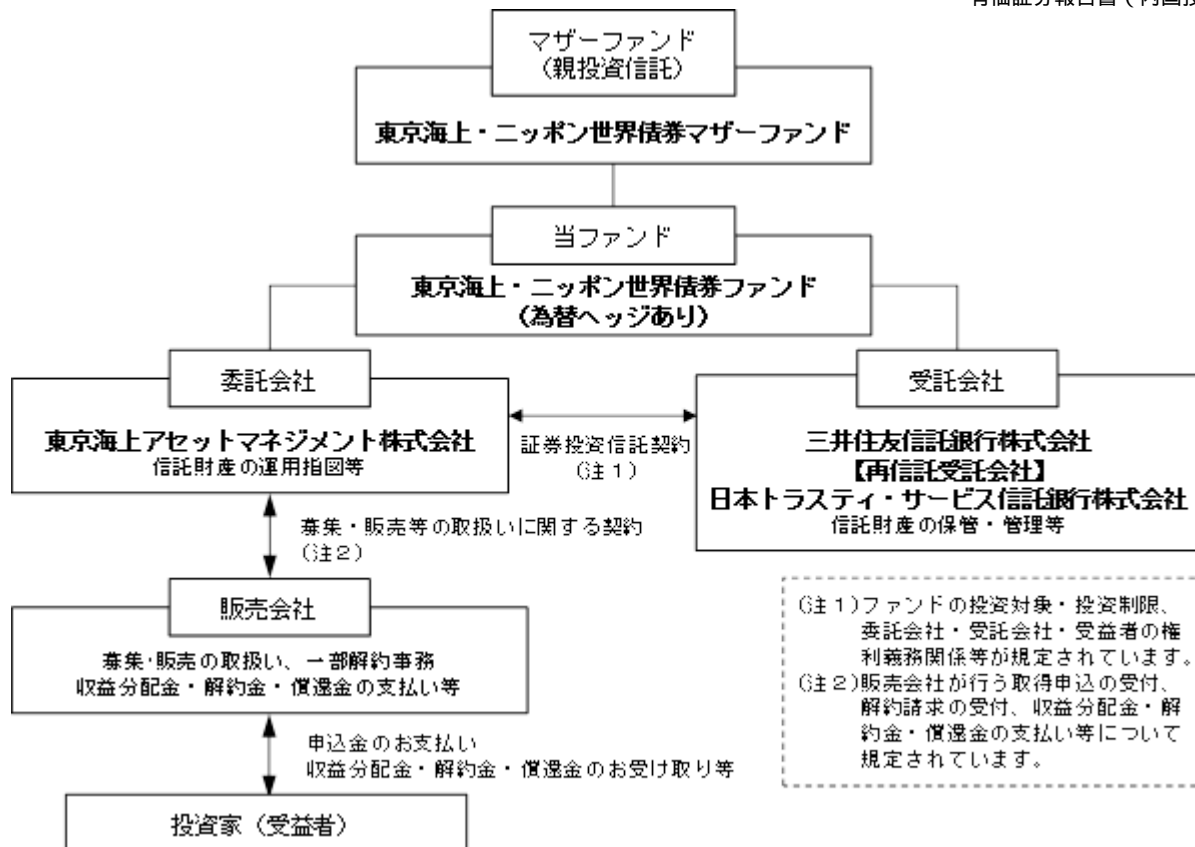 マザーファンド
（親投資信託）
東京海上・ニッポン世界債券マザーファンド
当ファンド
東京海上・ニッポン世界債券ファンド
（為替ヘッジあり）
委託会社
東京海上アセットマネジメント株式会社
信託財産の運用指図等
証券投資信託契約
（注１）
受託会社
三井住友信託銀行株式会社
【再信託受託会社】
日本トラスティ・サービス信託銀行株式会社
信託財産の保管・管理等
募集・販売等の取扱いに関する契約
（注２）
販売会社
募集・販売の取扱い、一部解約事務
収益分配金・解約金・償還金の支払い等
申込金のお支払い
収益分配金・解約金・償還金のお受け取り等
投資家（受益者）
（注１）ファンドの投資対象・投資制限、
委託会社・受託会社・受益者の権
利義務関係等が規定されています。
（注２）販売会社が行う取得申込の受付、
解約請求の受付、収益分配金・解
約金・償還金の支払い等について
規定されています。